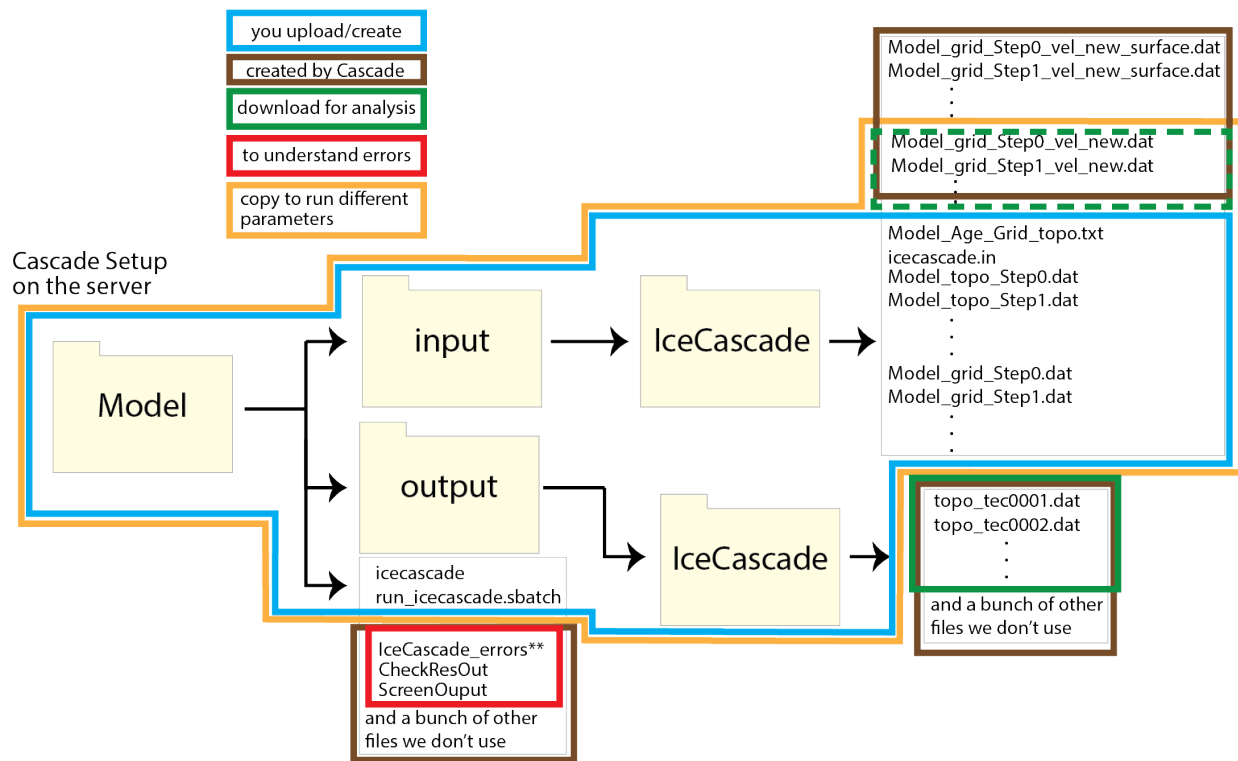 you upload/create
created by Cascade
download for analysis
to understand errors
copy to run different
parameters
Cascade Setup
on the server
Model
input
IceCascade
output
IceCascade
icecascade
run_icecascade.sbatch
IceCascade_errors**
CheckResOut
ScreenOuput
and a bunch of other
files we don't use
Model_grid_Step0_vel_new_surface.dat
Model_grid_Step1_vel_new_surface.dat
Model_grid_Step0_vel_new.dat
Model_grid_Step1_vel_new.dat
Model_Age_Grid_topo.txt
icecascade.in
Model_topo_Step0.dat
Model_topo_Step1.dat
Model_grid_Step0.dat
Model_grid_Step1.dat
topo_tec0001.dat
topo_tec0002.dat
and a bunch of other
files we don't use